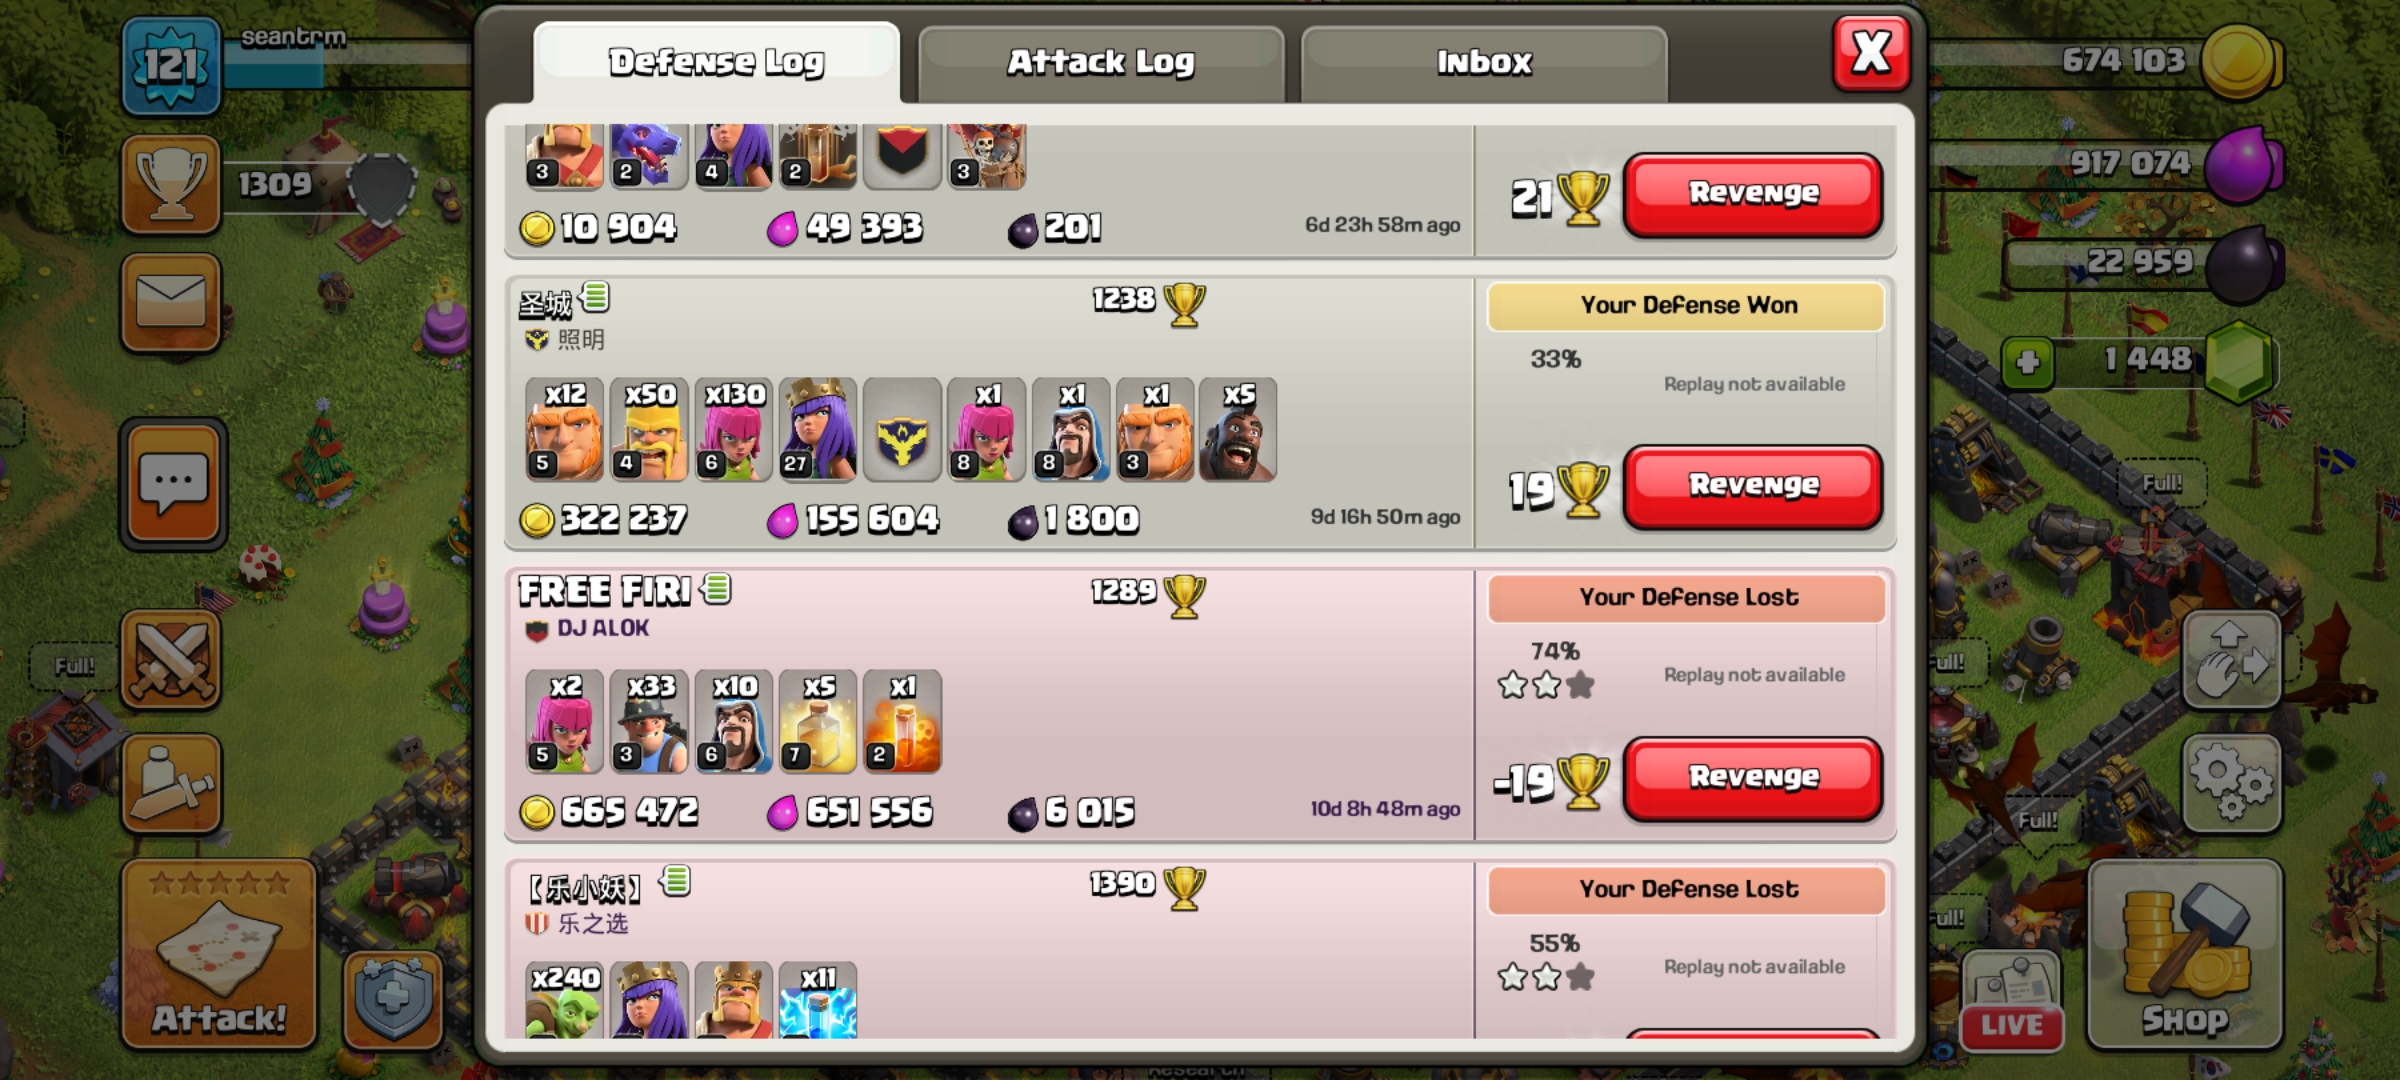 121
seantrm
Defense Log
Attack Log
Inbox
X
674 103
1309
917 074
22 959
1 448
3
2
4
2
3
10 904
49 393
201
6d 23h 58m ago
21
Revenge
圣城
1238
照明
Your Defense Won
33%
Replay not available
x12
x50
x130
x1
x1
x1
x5
5
4
6
27
8
8
3
322 237
155 604
1 800
9d 16h 50m ago
19
Revenge
FREE FIRI
1289
DJ ALOK
Your Defense Lost
74%
Replay not available
x2
x33
x10
x5
x1
5
3
6
7
2
665 472
651 556
6 015
10d 8h 48m ago
-19
Revenge
【乐小妖】
1390
乐之选
Your Defense Lost
55%
Replay not available
x240
x11
Full!
Full!
Full!
Full!
Full!
Attack!
LIVE
Shop
Research